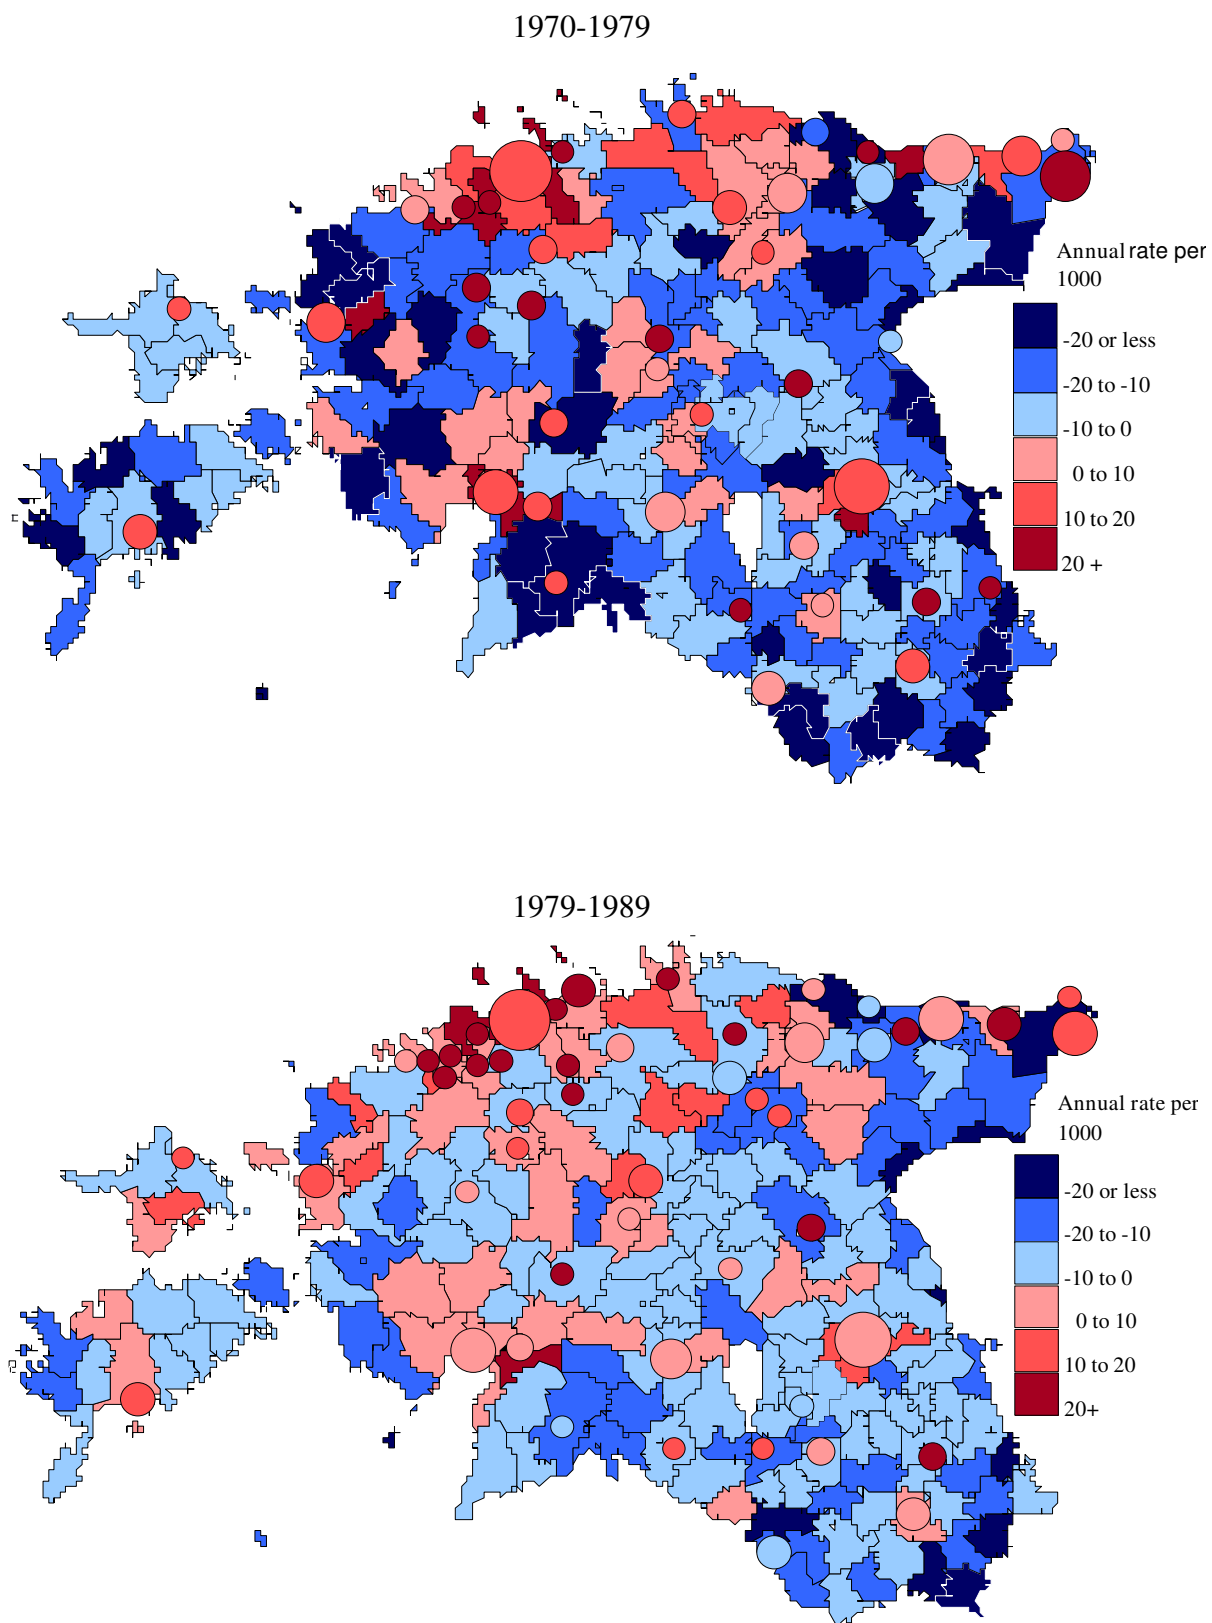 1970-1979
Annual rate per
1000
-20 or less
-20 to -10
-10 to 0
0 to 10
10 to 20
20 +
1979-1989
Annual rate per
1000
-20 or less
-20 to -10
-10 to 0
0 to 10
10 to 20
20+